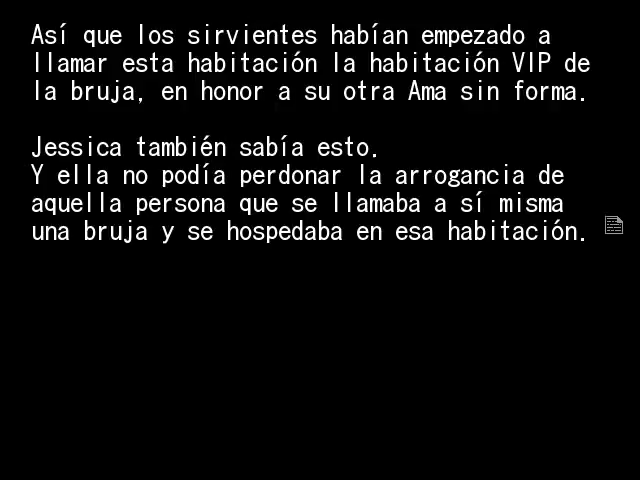 Así que los sirvientes habían empezado a
llamar esta habitación la habitación VIP de
la bruja, en honor a su otra Ama sin forma.
Jessica también sabía esto.
Y ella no podía perdonar la arrogancia de
aquella persona que se llamaba a sí misma
una bruja y se hospedaba en esa habitación.